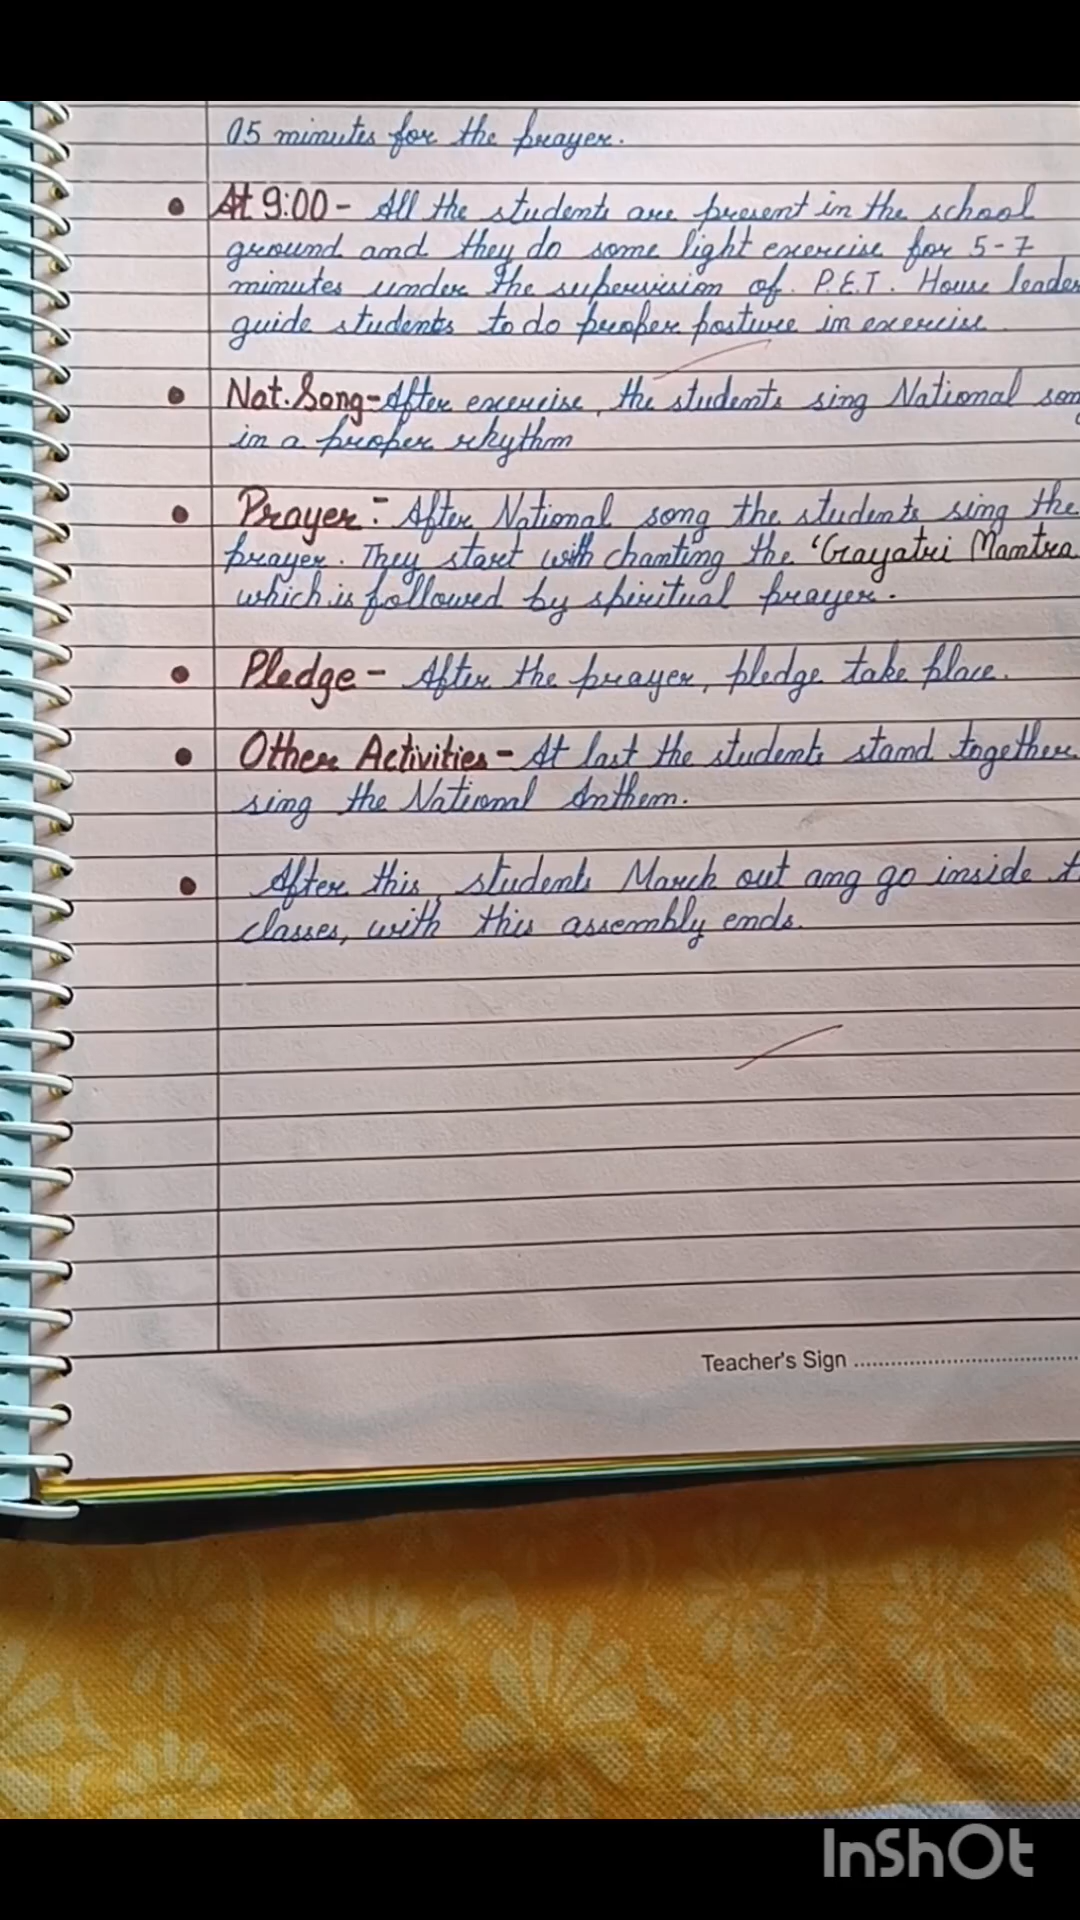 05 minutes for the prayer.
• At 9:00 - All the students are present in the school
ground and they do some light exercise for 5-7
minutes under the supervision of P.E.T. House leader
guide students to do proper posture in exercise
• Nat. Song - After excercise, the students sing National son
in a proper rhythm
• Prayer:- After National song the students sing the
prayer. They start with chanting the 'Gayatri Mantra
which is followed by spiritual prayer.
• Pledge - After the prayer, pledge take place.
• Other Activities - At last the students stand together
sing the National Anthem.
• After this, students March out ang go inside t
classes, with this assembly ends.
Teacher's Sign ..............................
InShOt